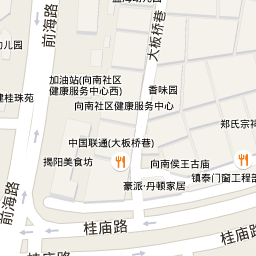 前海路
大板桥巷
幼儿园
加油站(向南社区
健康服务中心西)
香味园
建桂珠苑
向南社区健康服务中心
郑氏宗祠
中国联通(大板桥巷)
揭阳美食坊
向南侯王古庙
镇泰门窗工程部
豪派·丹顿家居
前海路
桂庙路
桂庙路